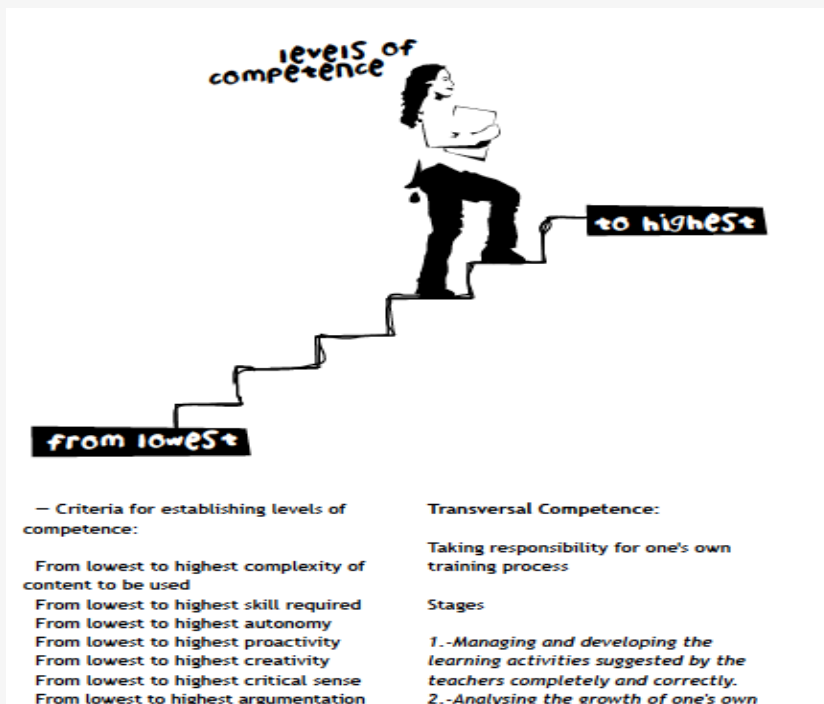 levels of
competence
to highest
from lowest
— Criteria for establishing levels of
competence:
From lowest to highest complexity of
content to be used
From lowest to highest skill required
From lowest to highest autonomy
From lowest to highest proactivity
From lowest to highest creativity
From lowest to highest critical sense
From lowest to highest argumentation
Transversal Competence:
Taking responsibility for one's own
training process
Stages
1.-Managing and developing the
learning activities suggested by the
teachers completely and correctly.
2.-Analysing the growth of one's own